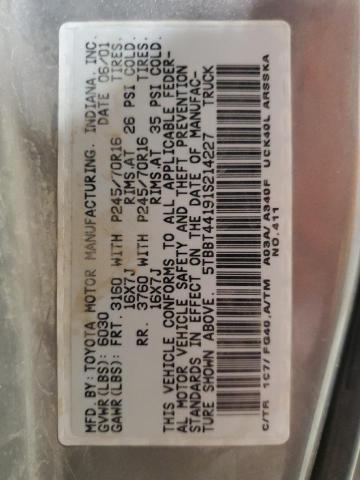 MFD. BY: TOYOTA MOTOR MANUFACTURING, INDIANA, INC.
GVWR(LBS): 6030 DATE 06/01
GAWR(LBS): FRT. 3160 WITH P245/70R16 TIRES,
16X7J RIMS,AT 26 PSI COLD.
RR. 3760 WITH P245/70R16 TIRES,
16X7J RIMS,AT 35 PSI COLD.
THIS VEHICLE CONFORMS TO ALL APPLICABLE FEDER-
AL MOTOR VEHICLE SAFETY AND THEFT PREVENTION
STANDARDS IN EFFECT ON THE DATE OF MANUFAC-
TURE SHOWN ABOVE. 5TBBT44191S214227 TRUCK
C/TR 1C7/ FG40.A/TM A03A/ A340F UCK40L ARSSKA
NO.411